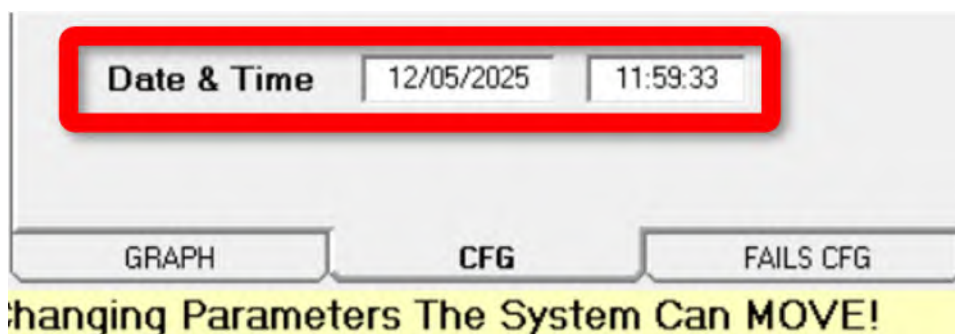 Date & Time 12/05/2025 11:59:33
GRAPH CFG FAILS CFG
hanging Parameters The System Can MOVE!